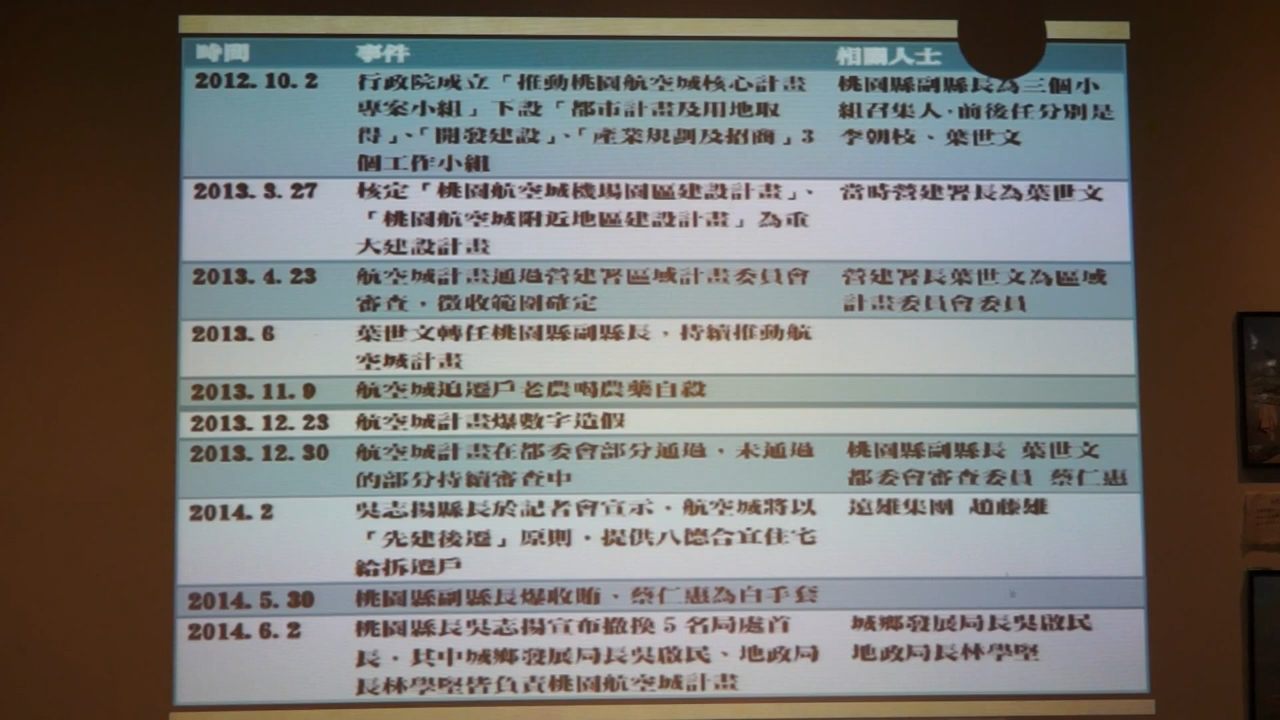 時間 事件 相關人士
2012.10.2 行政院成立「推動桃園航空城核心計畫 桃園縣副縣長為三個小
專案小組」下設「都市計畫及用地取 組召集人,前後任分別是
得」、「開發建設」、「產業規劃及招商」3 李朝枝、葉世文
個工作小組
2013.3.27 核定「桃園航空城機場園區建設計畫」、 當時營建署長為葉世文
「桃園航空城附近地區建設計畫」為重
大建設計畫
2013.4.23 航空城計畫通過營建署區域計畫委員會 營建署長葉世文為區域
審查,徵收範圍確定 計畫委員會委員
2013.6 葉世文轉任桃園縣副縣長,持續推動航
空城計畫
2013.11.9 航空城迫遷戶老農喝農藥自殺
2013.12.23 航空城計畫爆數字造假
2013.12.30 航空城計畫在都委會部分通過,未通過 桃園縣副縣長 葉世文
的部分持續審查中 都委會審查委員 蔡仁惠
2014.2 吳志揚縣長於記者會宣示,航空城將以 遠雄集團 趙藤雄
「先建後遷」原則,提供八德合宜住宅
給拆遷戶
2014.5.30 桃園縣副縣長爆收賄、蔡仁惠為白手套
2014.6.2 桃園縣長吳志揚宣布撤換5名局處首 城鄉發展局長吳啟民
長,其中城鄉發展局長吳啟民、地政局 地政局長林學堅
長林學堅皆負責桃園航空城計畫